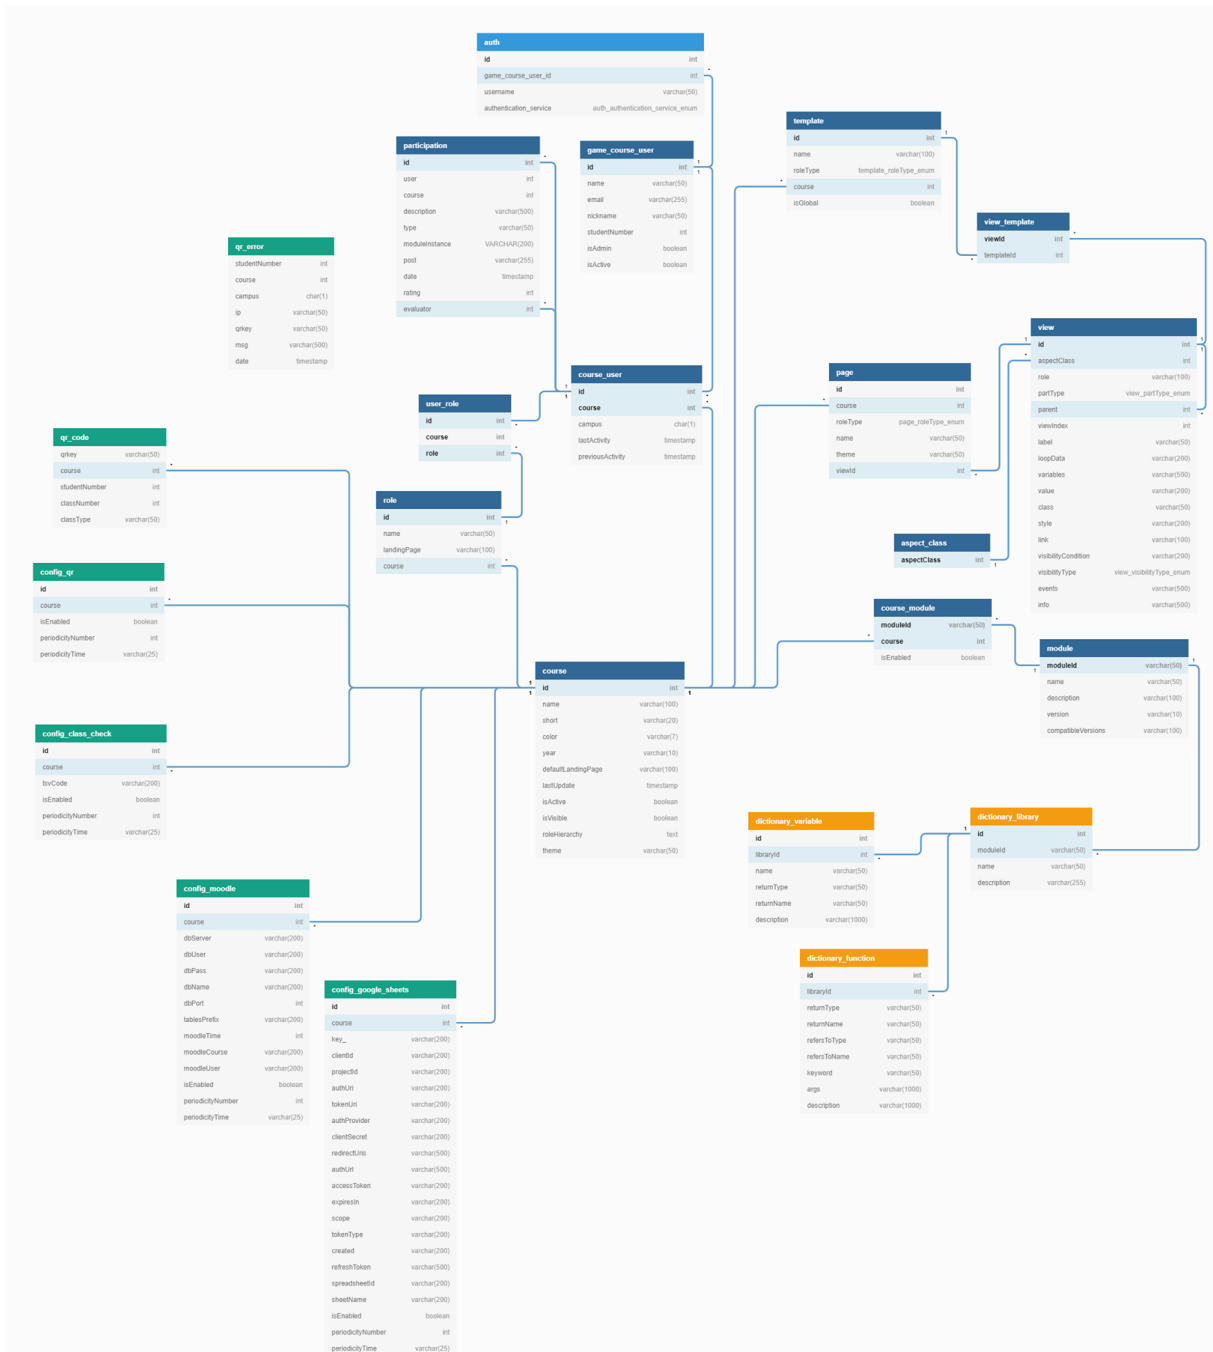 auth
id int
game_course_user_id int
username varchar(50)
authentication_service auth_authentication_service_enum
participation
id int
user int
course int
description varchar(500)
type varchar(50)
moduleInstance VARCHAR(200)
post varchar(255)
date timestamp
rating int
evaluator int
game_course_user
id int
name varchar(50)
email varchar(255)
nickname varchar(50)
studentNumber int
isAdmin boolean
isActive boolean
template
id int
name varchar(100)
roleType template_roleType_enum
course int
isGlobal boolean
view_template
viewId int
templateId int
qr_error
studentNumber int
course int
campus char(1)
ip varchar(50)
qrkey varchar(50)
msg varchar(500)
date timestamp
view
id int
aspectClass int
role varchar(100)
partType view_partType_enum
parent int
viewIndex int
label varchar(50)
loopData varchar(200)
variables varchar(500)
value varchar(200)
class varchar(50)
style varchar(200)
link varchar(100)
visibilityCondition varchar(200)
visibilityType view_visibilityType_enum
events varchar(500)
info varchar(500)
course_user
id int
course int
campus char(1)
lastActivity timestamp
previousActivity timestamp
page
id int
course int
roleType page_roleType_enum
name varchar(50)
theme varchar(50)
viewId int
user_role
id int
course int
role int
qr_code
qrkey varchar(50)
course int
studentNumber int
classNumber int
classType varchar(50)
role
id int
name varchar(50)
landingPage varchar(100)
course int
aspect_class
aspectClass int
config_qr
id int
course int
isEnabled boolean
periodicityNumber int
periodicityTime varchar(25)
course_module
moduleId varchar(50)
course int
isEnabled boolean
module
moduleId varchar(50)
name varchar(50)
description varchar(100)
version varchar(10)
compatibleVersions varchar(100)
course
id int
name varchar(100)
short varchar(20)
color varchar(7)
year varchar(10)
defaultLandingPage varchar(100)
lastUpdate timestamp
isActive boolean
isVisible boolean
roleHierarchy text
theme varchar(50)
config_class_check
id int
course int
tsvCode varchar(200)
isEnabled boolean
periodicityNumber int
periodicityTime varchar(25)
dictionary_variable
id int
libraryId int
name varchar(50)
returnType varchar(50)
returnName varchar(50)
description varchar(1000)
dictionary_library
id int
moduleId varchar(50)
name varchar(50)
description varchar(255)
config_moodle
id int
course int
dbServer varchar(200)
dbUser varchar(200)
dbPass varchar(200)
dbName varchar(200)
dbPort int
tablesPrefix varchar(200)
moodleTime int
moodleCourse varchar(200)
moodleUser varchar(200)
isEnabled boolean
periodicityNumber int
periodicityTime varchar(25)
dictionary_function
id int
libraryId int
returnType varchar(50)
returnName varchar(50)
refersToType varchar(50)
refersToName varchar(50)
keyword varchar(50)
args varchar(1000)
description varchar(1000)
config_google_sheets
id int
course int
key_ varchar(200)
clientId varchar(200)
projectId varchar(200)
authUri varchar(200)
tokenUri varchar(200)
authProvider varchar(200)
clientSecret varchar(200)
redirectUris varchar(500)
authUrl varchar(500)
accessToken varchar(200)
expiresIn varchar(200)
scope varchar(200)
tokenType varchar(200)
created varchar(200)
refreshToken varchar(500)
spreadsheetId varchar(200)
sheetName varchar(200)
isEnabled boolean
periodicityNumber int
periodicityTime varchar(25)